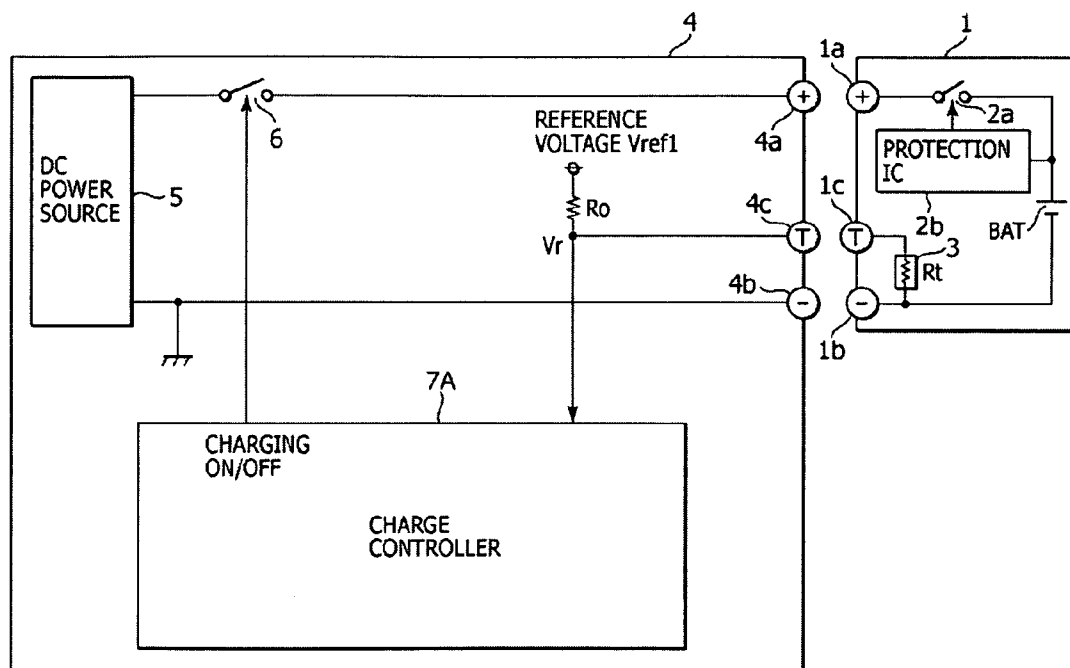 4
1
1a
+
+
6
4a
2a
REFERENCE
VOLTAGE Vref1
DC
POWER
SOURCE
5
PROTECTION
IC
Ro
4c
1c
2b
BAT
T
T
Vr
3
Rt
4b
−
−
1b
7A
CHARGING
ON/OFF
CHARGE
CONTROLLER